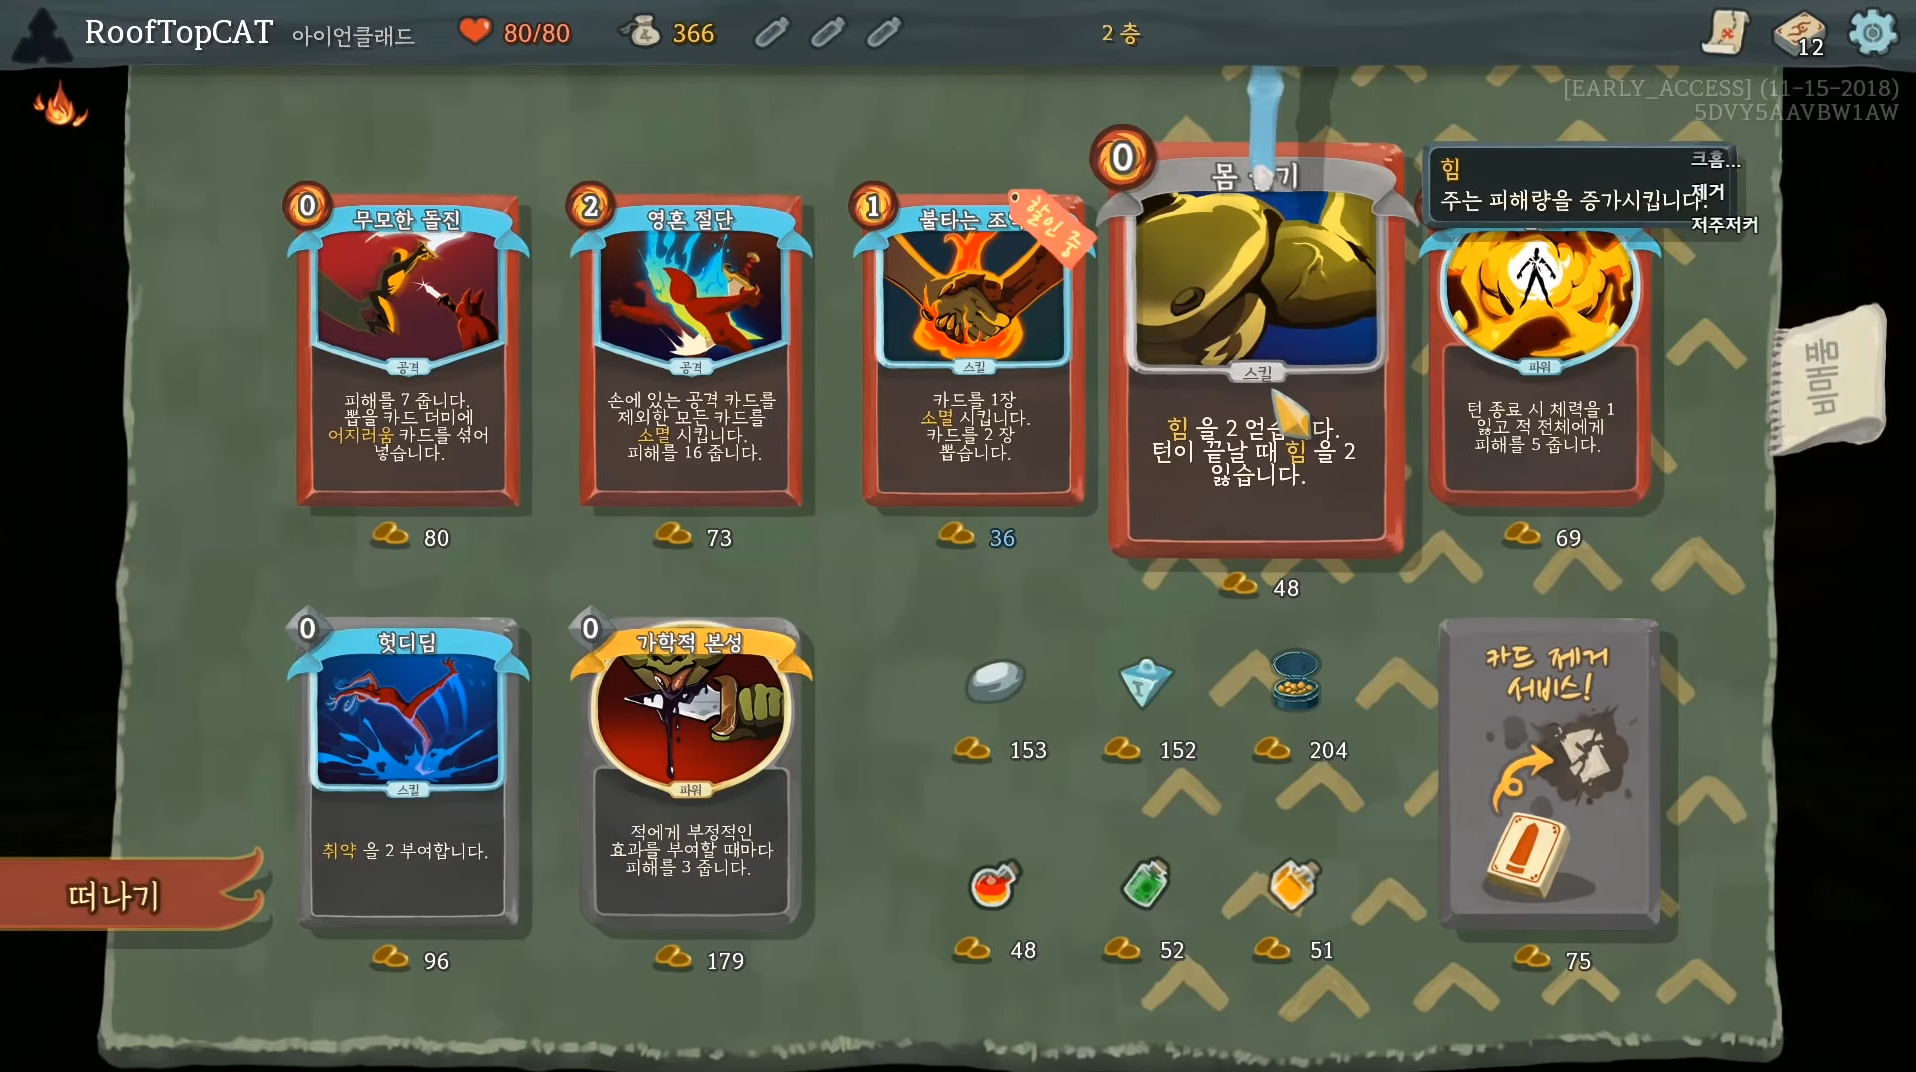 RoofTopCAT 아이언클래드 80/80 366 2 층 12
[EARLY_ACCESS] (11-15-2018)
5DVY5AAVBW1AW
0
무모한 돌진
공격
피해를 7 줍니다.
뽑을 카드 더미에
어지러움 카드를 섞어
넣습니다.
80
2
영혼 절단
공격
손에 있는 공격 카드를
제외한 모든 카드를
소멸 시킵니다.
피해를 16 줍니다.
73
1
불타는
할인 중
스킬
카드를 1장
소멸 시킵니다.
카드를 2 장
뽑습니다.
36
0
몸 기
스킬
힘 을 2
턴이 끝날 때 힘 을 2
잃습니다.
48
힘
주는 피해량을 증가시킵니다.
크흠...
제거
저주저커
파워
턴 종료 시 체력을 1
잃고 적 전체에게
피해를 5 줍니다.
69
비매품
0
헛디딤
스킬
취약 을 2 부여합니다.
96
0
가학적 본성
파워
적에게 부정적인
효과를 부여할 때마다
피해를 3 줍니다.
179
153 152 204
48 52 51
카드 제거
서비스!
75
떠나기